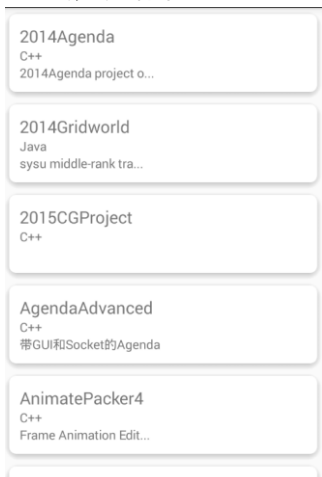 2014Agenda
C++
2014Agenda project o...
2014Gridworld
Java
sysu middle-rank tra...
2015CGProject
C++
AgendaAdvanced
C++
带GUI和Socket的Agenda
AnimatePacker4
C++
Frame Animation Edit...